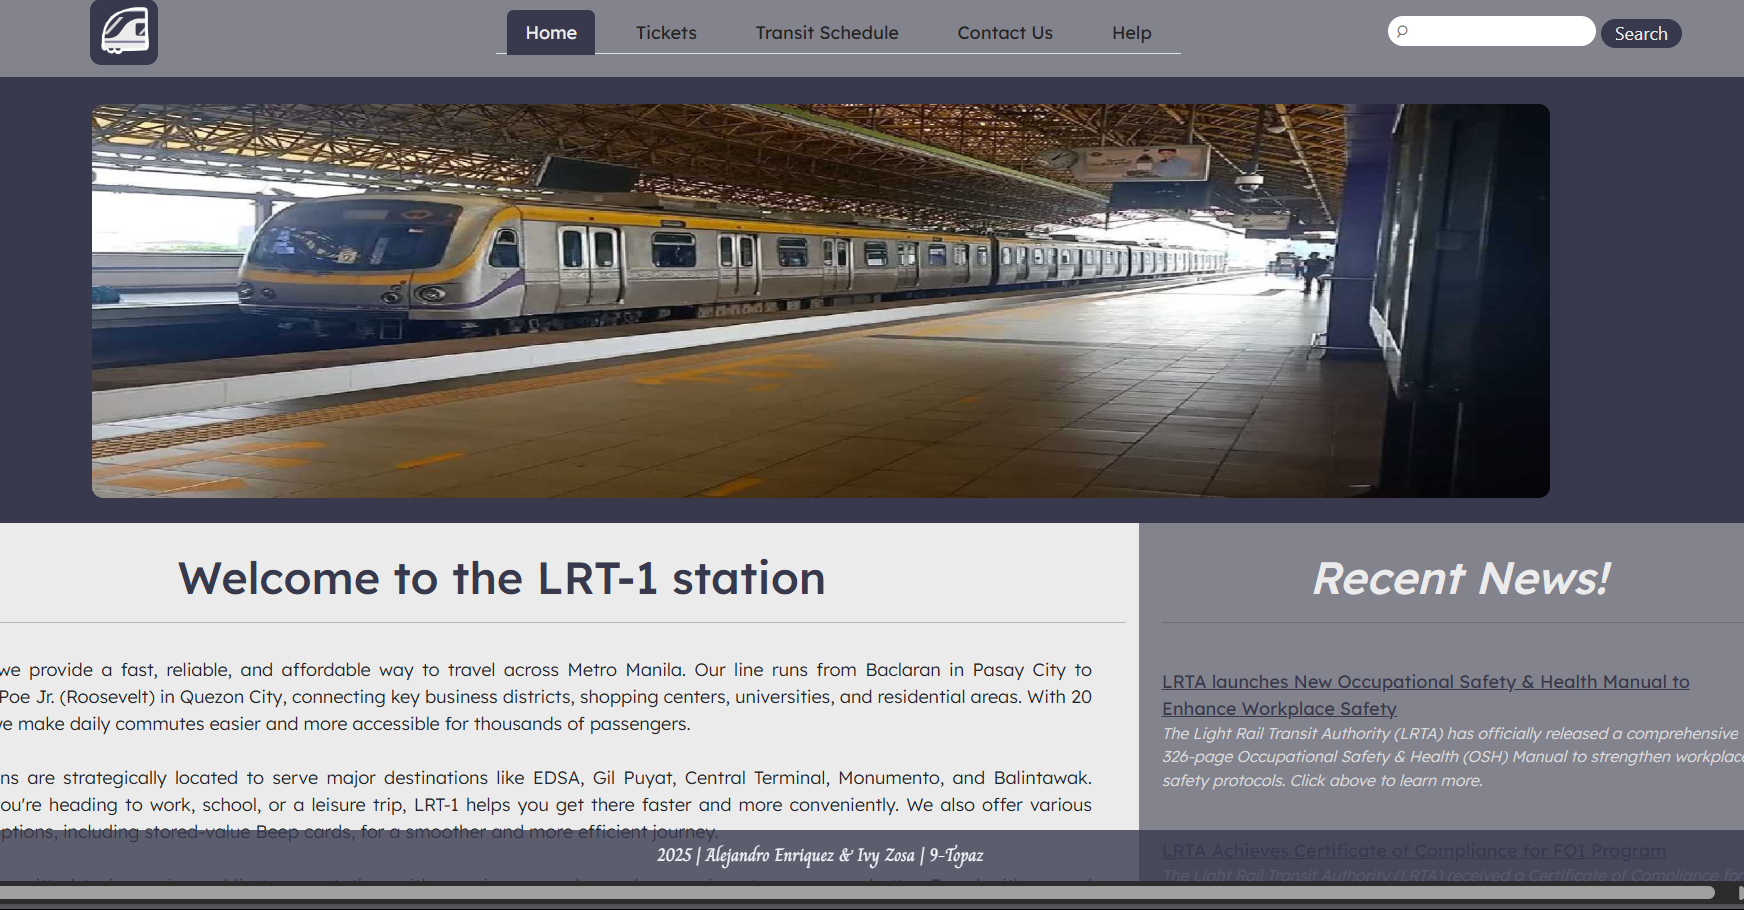 Home
Tickets
Transit Schedule
Contact Us
Help
Search
Welcome to the LRT-1 station
we provide a fast, reliable, and affordable way to travel across Metro Manila. Our line runs from Baclaran in Pasay City to
Poe Jr. (Roosevelt) in Quezon City, connecting key business districts, shopping centers, universities, and residential areas. With 20
we make daily commutes easier and more accessible for thousands of passengers.
ns are strategically located to serve major destinations like EDSA, Gil Puyat, Central Terminal, Monumento, and Balintawak.
ou're heading to work, school, or a leisure trip, LRT-1 helps you get there faster and more conveniently. We also offer various
ptions, including stored-value Beep cards, for a smoother and more efficient journey.
Recent News!
LRTA launches New Occupational Safety & Health Manual to
Enhance Workplace Safety
The Light Rail Transit Authority (LRTA) has officially released a comprehensive
326-page Occupational Safety & Health (OSH) Manual to strengthen workplace
safety protocols. Click above to learn more.
LRTA Achieves Certificate of Compliance for FOI Program
The Light Rail Transit Authority (LRTA) received a Certificate of Compliance for
2025 | Alejandro Enriquez & Ivy Zosa | 9-Topaz